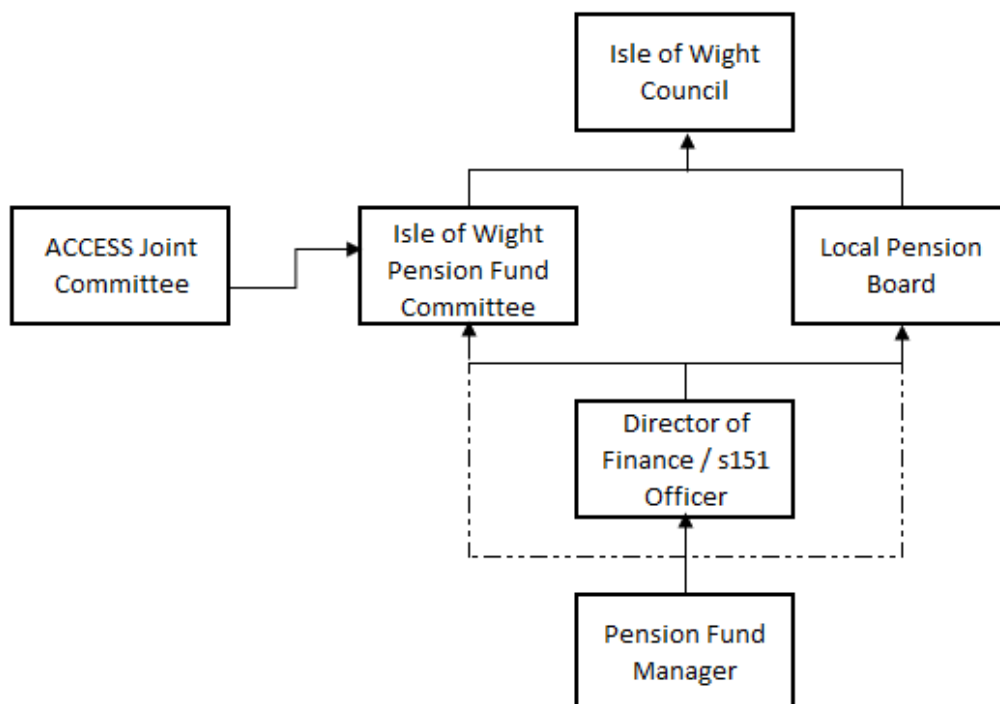 Isle of Wight
Council
ACCESS Joint
Committee
Isle of Wight
Pension Fund
Committee
Local Pension
Board
Director of
Finance / s151
Officer
Pension Fund
Manager